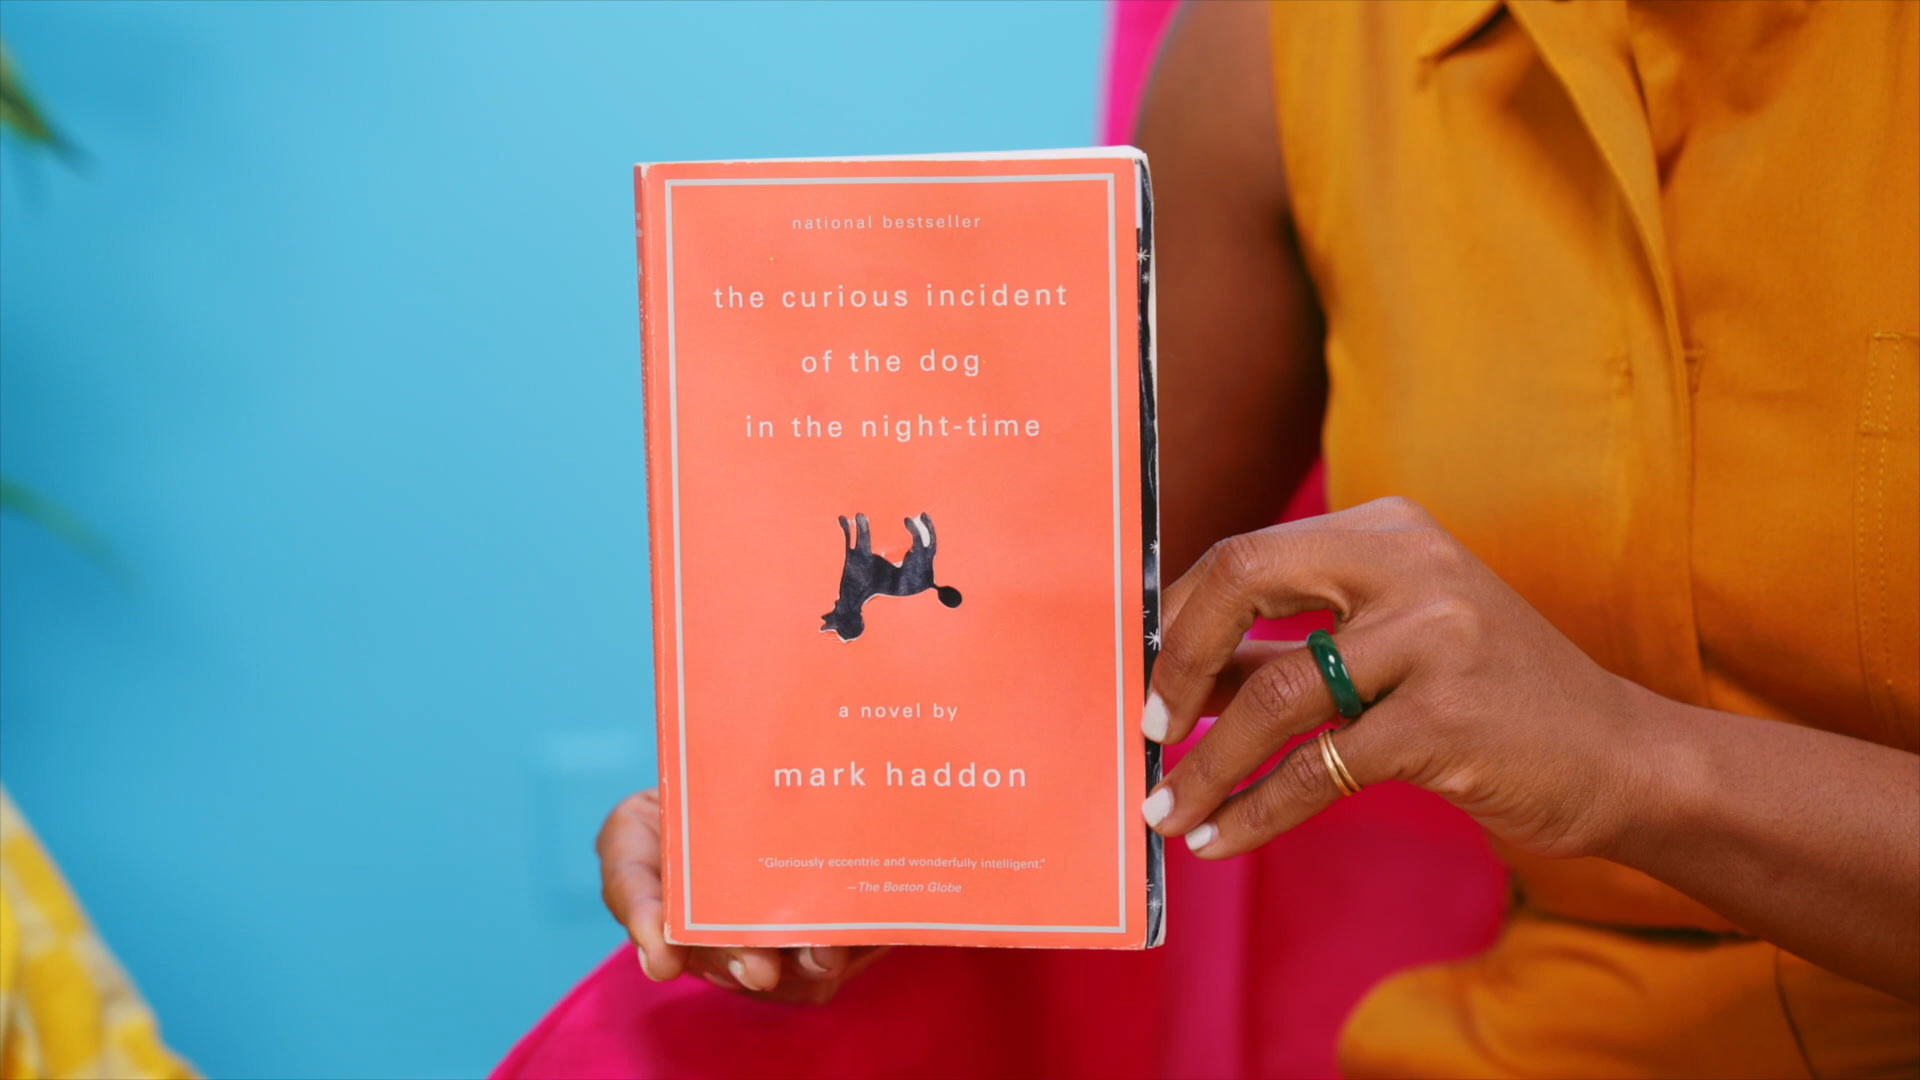 national bestseller
the curious incident
of the dog
in the night-time
a novel by
mark haddon
"Gloriously eccentric and wonderfully intelligent."
—The Boston Globe